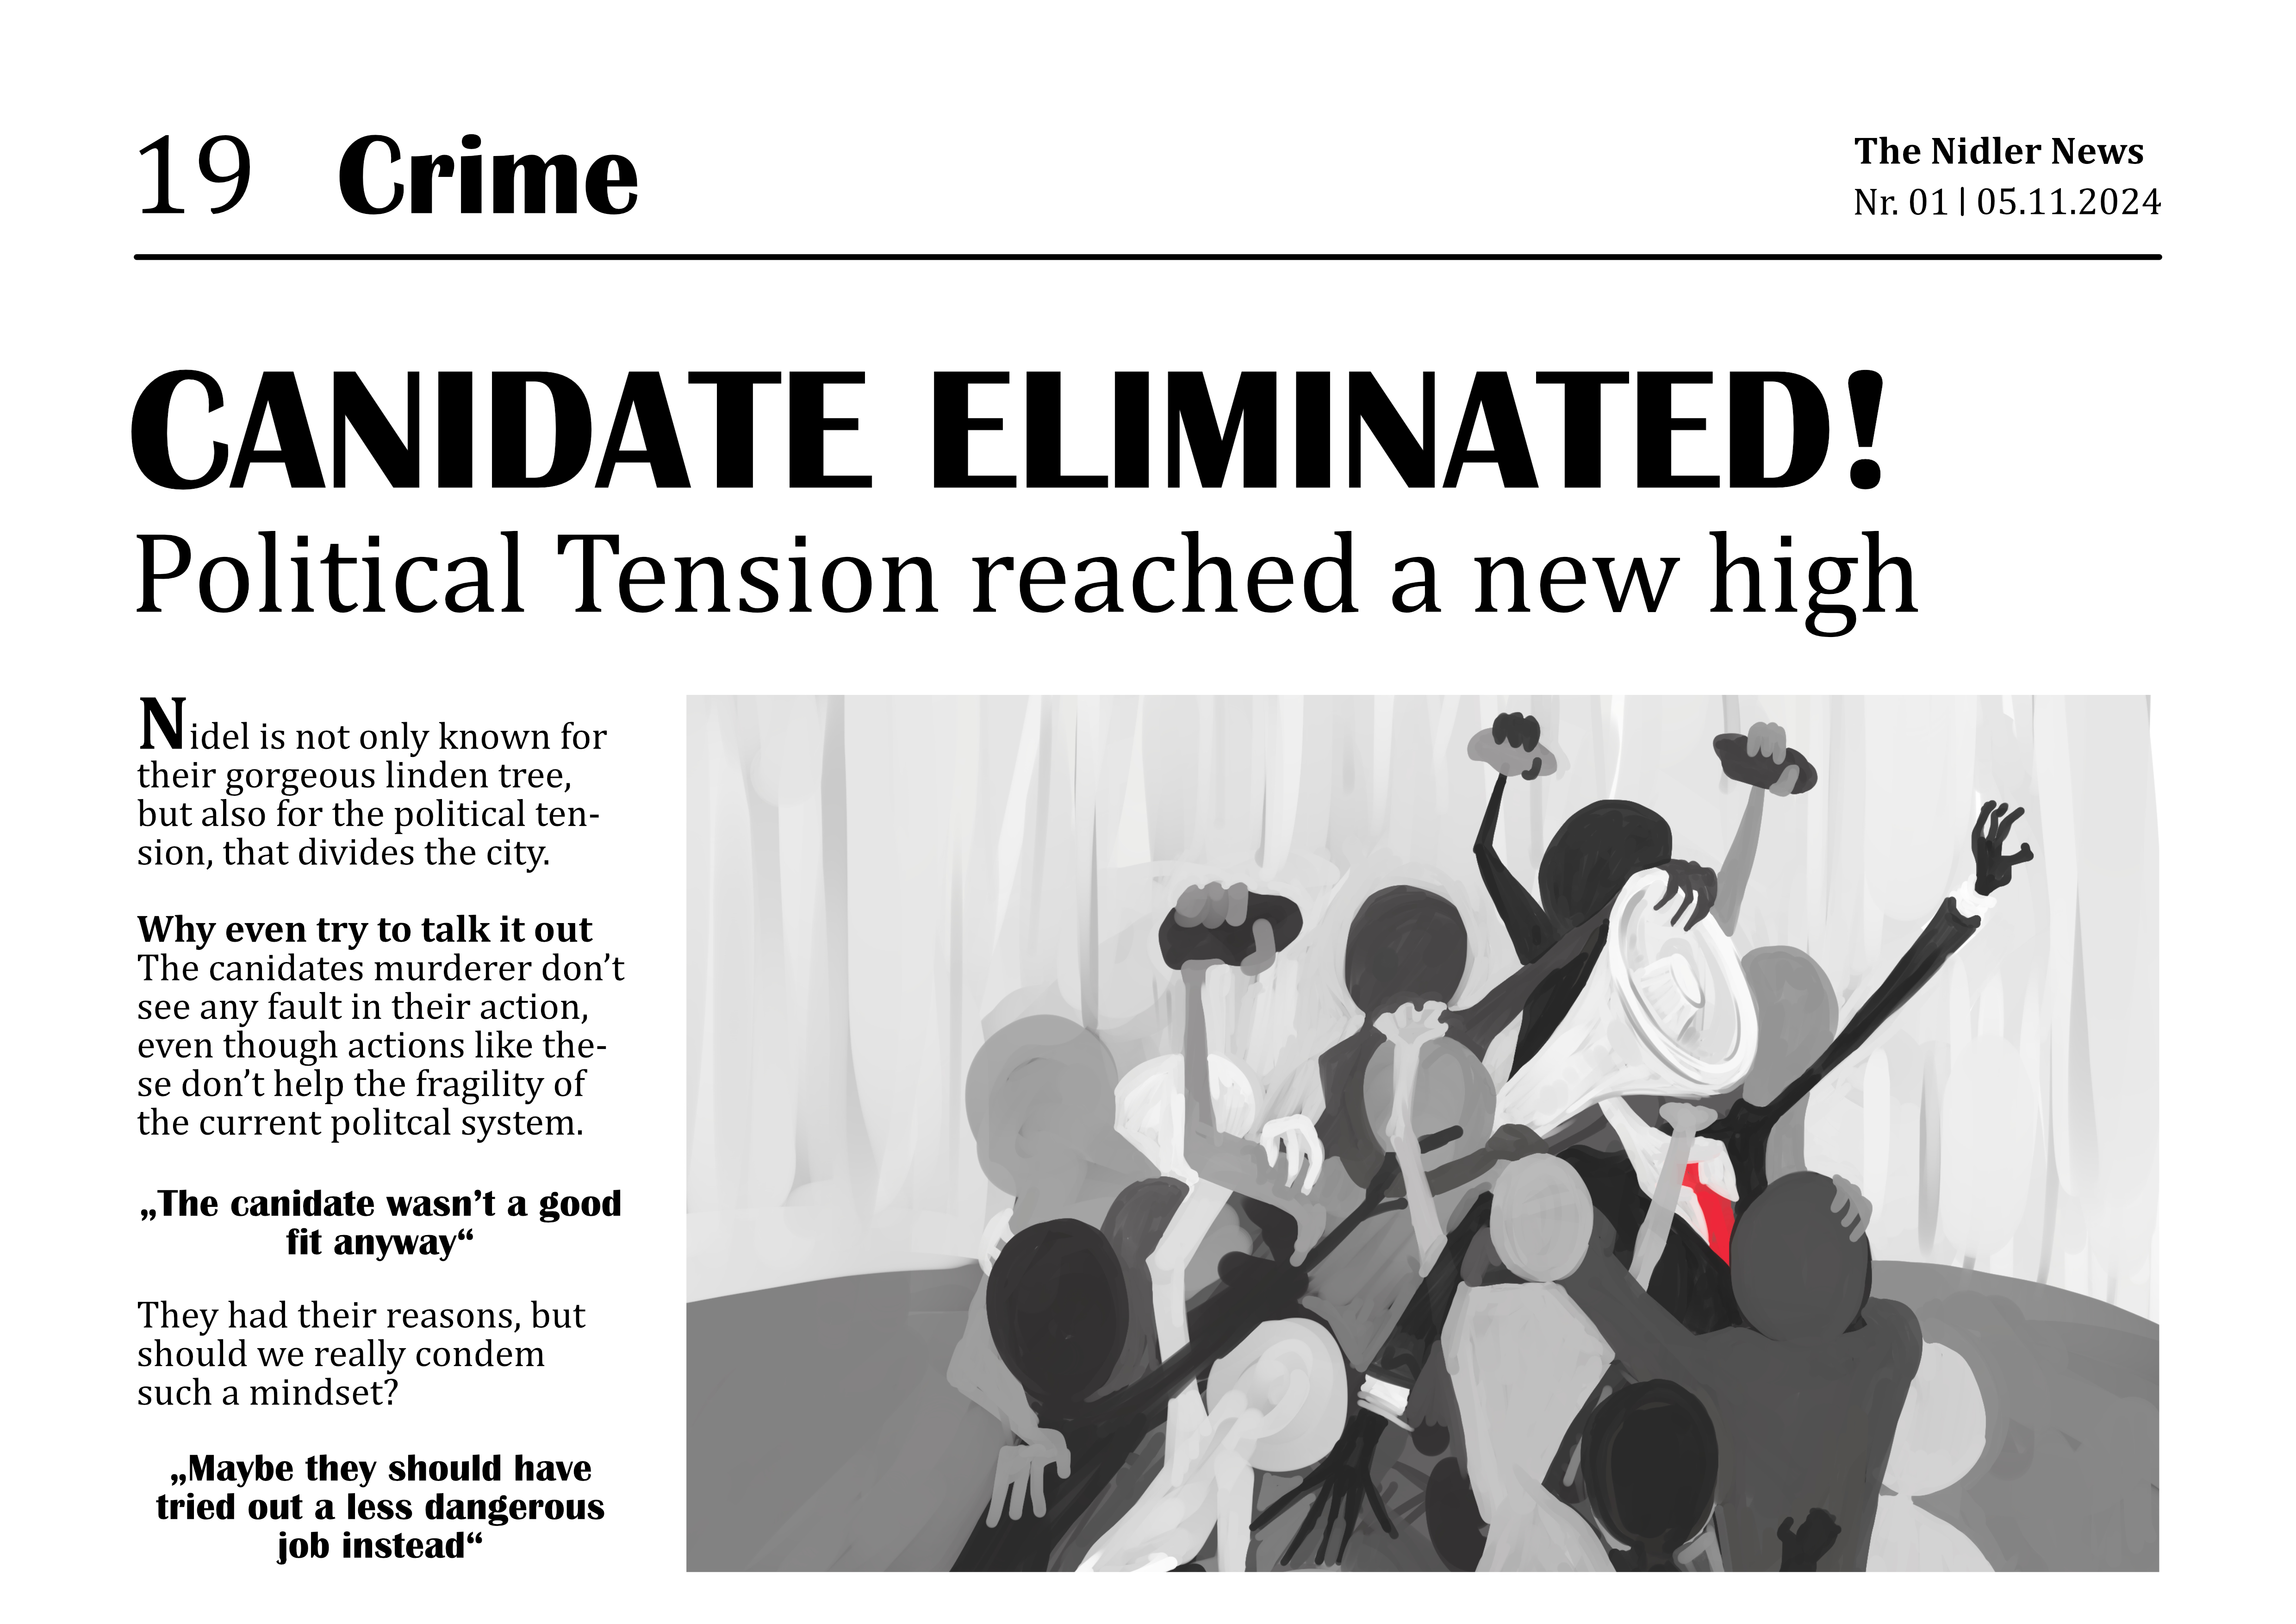 19 Crime
The Nidler News
Nr. 01 | 05.11.2024
CANIDATE ELIMINATED!
Political Tension reached a new high
Nidel is not only known for
their gorgeous linden tree,
but also for the political ten-
sion, that divides the city.
Why even try to talk it out
The canidates murderer don’t
see any fault in their action,
even though actions like the-
se don’t help the fragility of
the current politcal system.
„The canidate wasn’t a good
fit anyway“
They had their reasons, but
should we really condem
such a mindset?
„Maybe they should have
tried out a less dangerous
job instead“